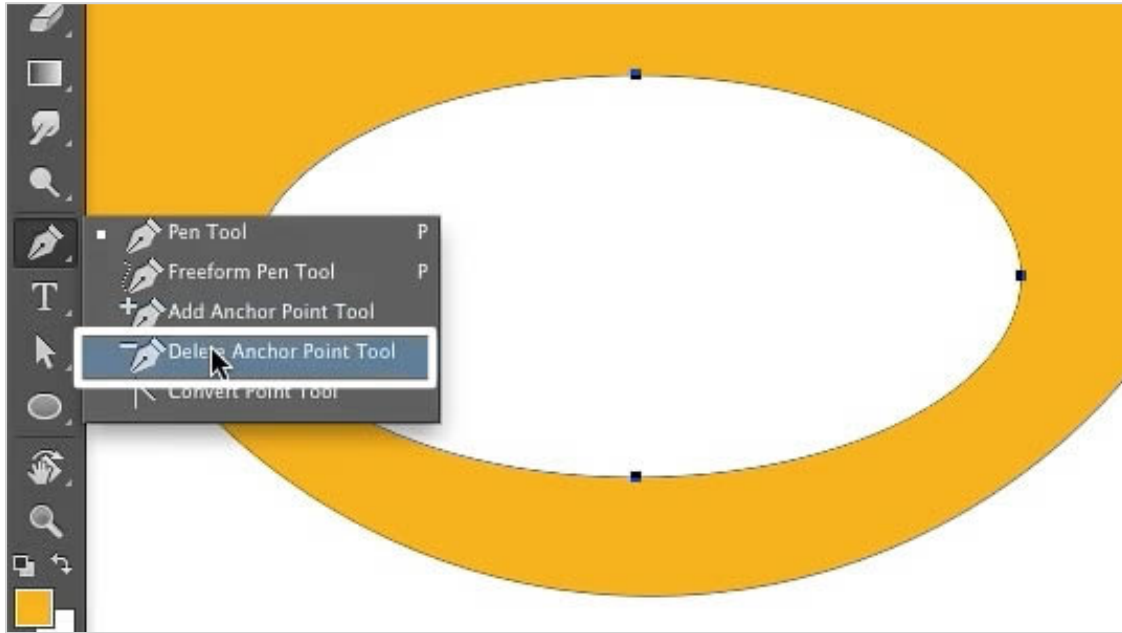 Pen Tool P
Freeform Pen Tool P
Add Anchor Point Tool
Delete Anchor Point Tool
Convert Point Tool
T